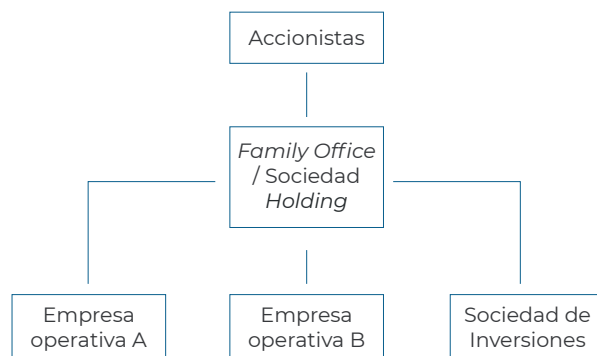 Accionistas
Family Office
/ Sociedad
Holding
Empresa
operativa A
Empresa
operativa B
Sociedad de
Inversiones